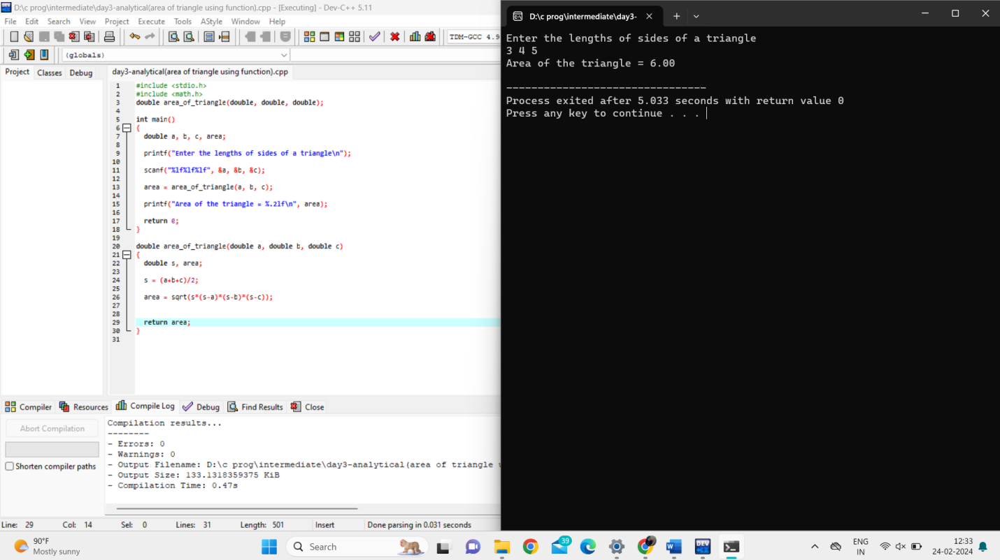 D:\c prog\intermediate\day3-analytical(area of triangle using function).cpp - [Executing] - Dev-C++ 5.11
File Edit Search View Project Execute Tools AStyle Window Help
TDM-GCC 4.9
(globals)
Project Classes Debug
day3-analytical(area of triangle using function).cpp
1 #include <stdio.h>
2 #include <math.h>
3 double area_of_triangle(double, double, double);
4
5 int main()
6 {
7 double a, b, c, area;
8
9 printf("Enter the lengths of sides of a triangle\n");
10
11 scanf("%lf%lf%lf", &a, &b, &c);
12
13 area = area_of_triangle(a, b, c);
14
15 printf("Area of the triangle = %.2lf\n", area);
16
17 return 0;
18 }
19
20 double area_of_triangle(double a, double b, double c)
21 {
22 double s, area;
23
24 s = (a+b+c)/2;
25
26 area = sqrt(s*(s-a)*(s-b)*(s-c));
27
28
29 return area;
30 }
31
Compiler Resources Compile Log Debug Find Results Close
Abort Compilation
Shorten compiler paths
Compilation results...
--------
- Errors: 0
- Warnings: 0
- Output Filename: D:\c prog\intermediate\day3-analytical(area of triangle
- Output Size: 133.1318359375 KiB
- Compilation Time: 0.47s
Line: 29 Col: 14 Sel: 0 Lines: 31 Length: 501 Insert Done parsing in 0.031 seconds
D:\c prog\intermediate\day3-
Enter the lengths of sides of a triangle
3 4 5
Area of the triangle = 6.00
--------------------------------
Process exited after 5.033 seconds with return value 0
Press any key to continue . . .
90°F
Mostly sunny
Search
39
DEV
ENG
IN
12:33
24-02-2024